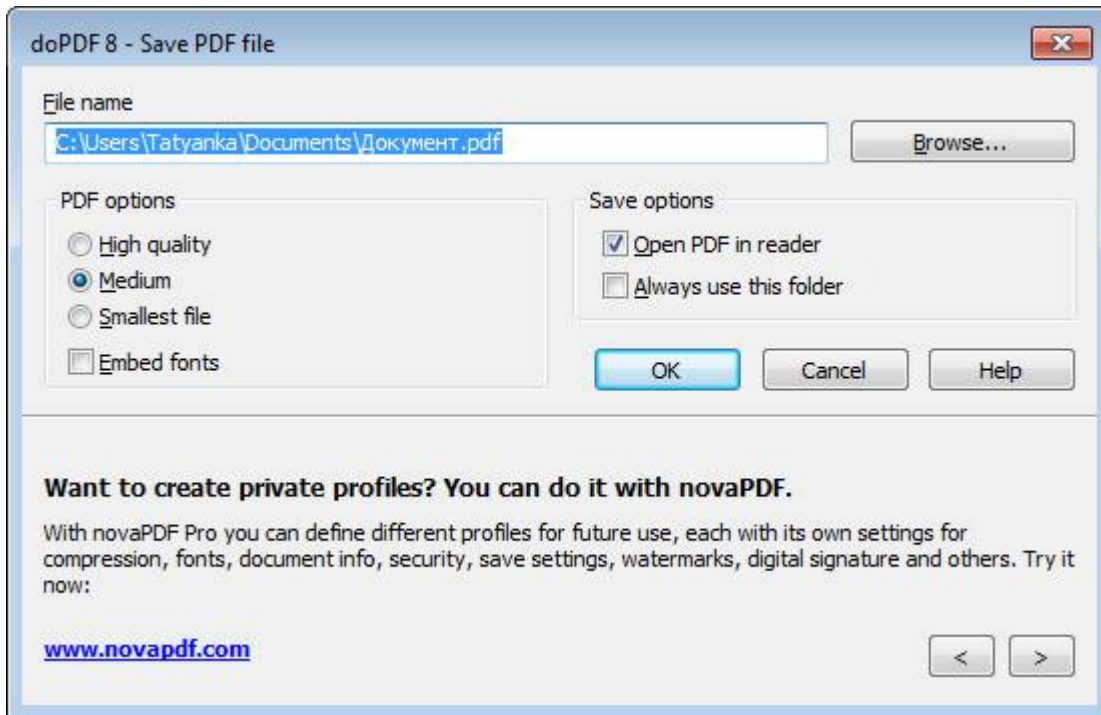 doPDF 8 - Save PDF file
File name
C:\Users\Tatyanka\Documents\Документ.pdf
Browse...
PDF options
High quality
Medium
Smallest file
Embed fonts
Save options
Open PDF in reader
Always use this folder
OK
Cancel
Help
Want to create private profiles? You can do it with novaPDF.
With novaPDF Pro you can define different profiles for future use, each with its own settings for
compression, fonts, document info, security, save settings, watermarks, digital signature and others. Try it
now:
www.novapdf.com
<
>